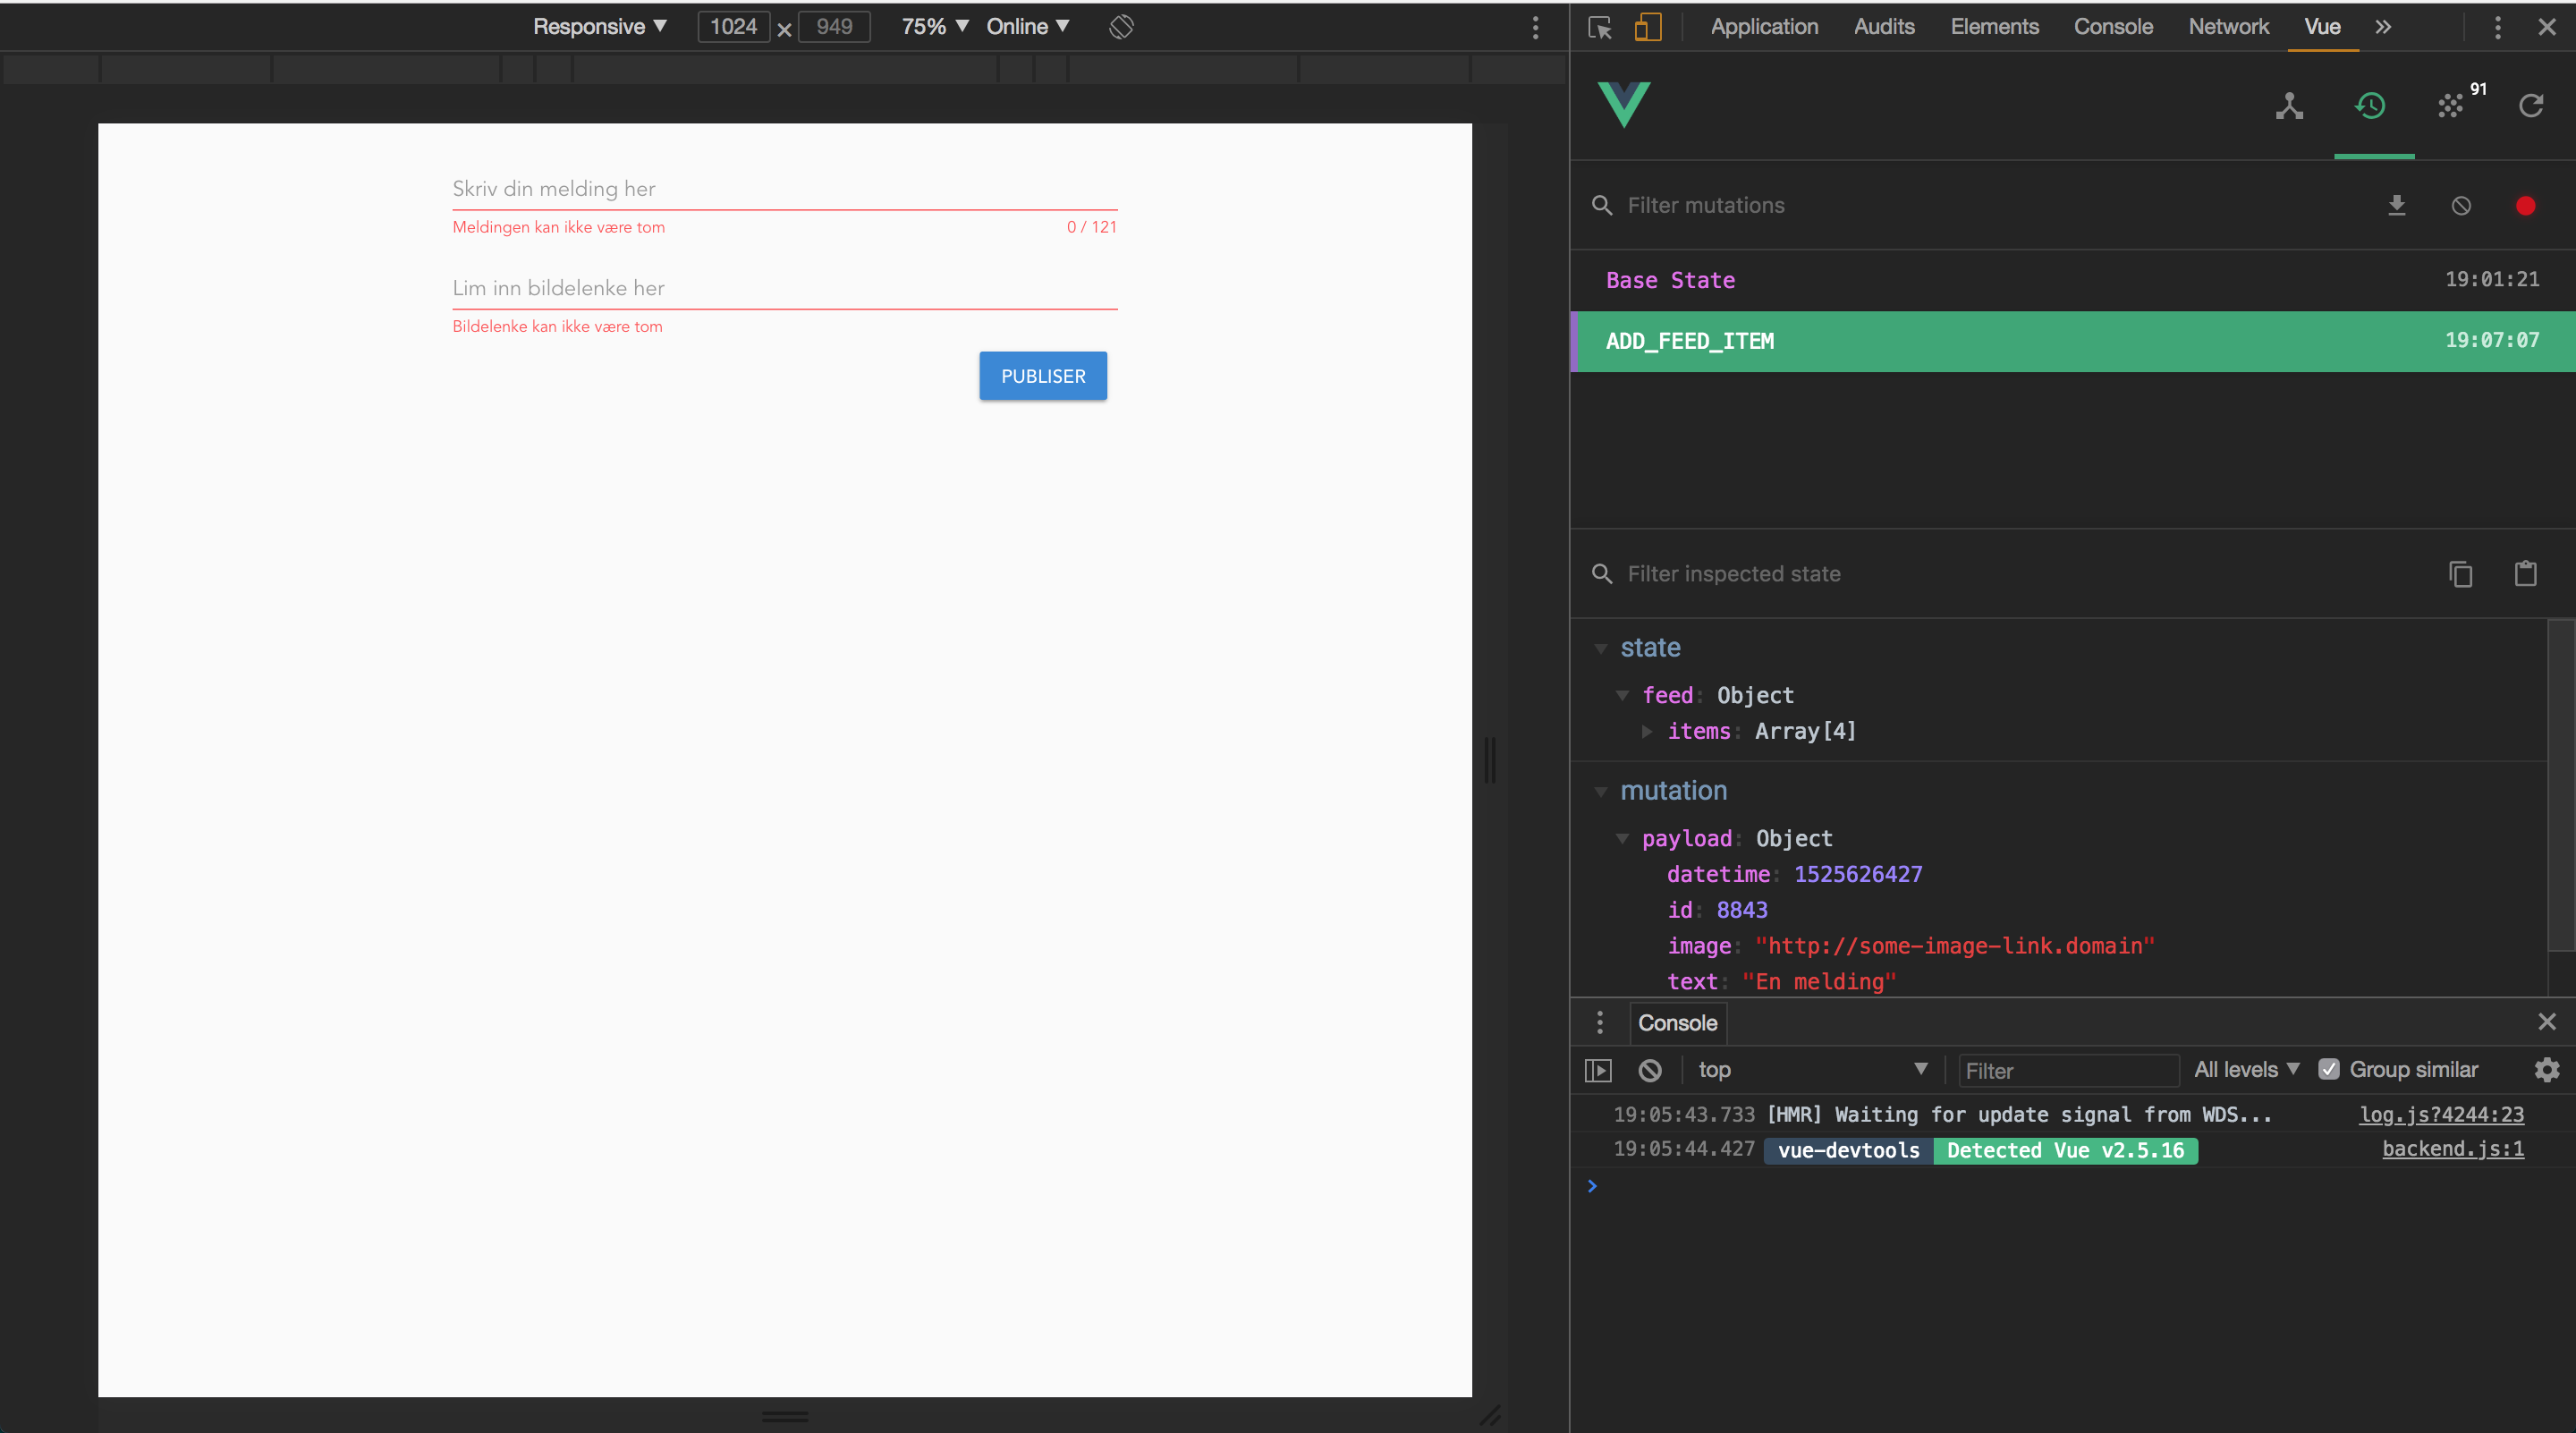 Responsive ▼ 1024 × 949 75% ▼ Online ▼
Skriv din melding her
Meldingen kan ikke være tom 0 / 121
Lim inn bildelenke her
Bildelenke kan ikke være tom
PUBLISER
Application Audits Elements Console Network Vue »
91
Filter mutations
Base State 19:01:21
ADD_FEED_ITEM 19:07:07
Filter inspected state
state
feed: Object
items: Array[4]
mutation
payload: Object
datetime: 1525626427
id: 8843
image: "http://some-image-link.domain"
text: "En melding"
Console
top ▼ Filter All levels ▼ Group similar
19:05:43.733 [HMR] Waiting for update signal from WDS... log.js?4244:23
19:05:44.427 vue-devtools Detected Vue v2.5.16 backend.js:1
>